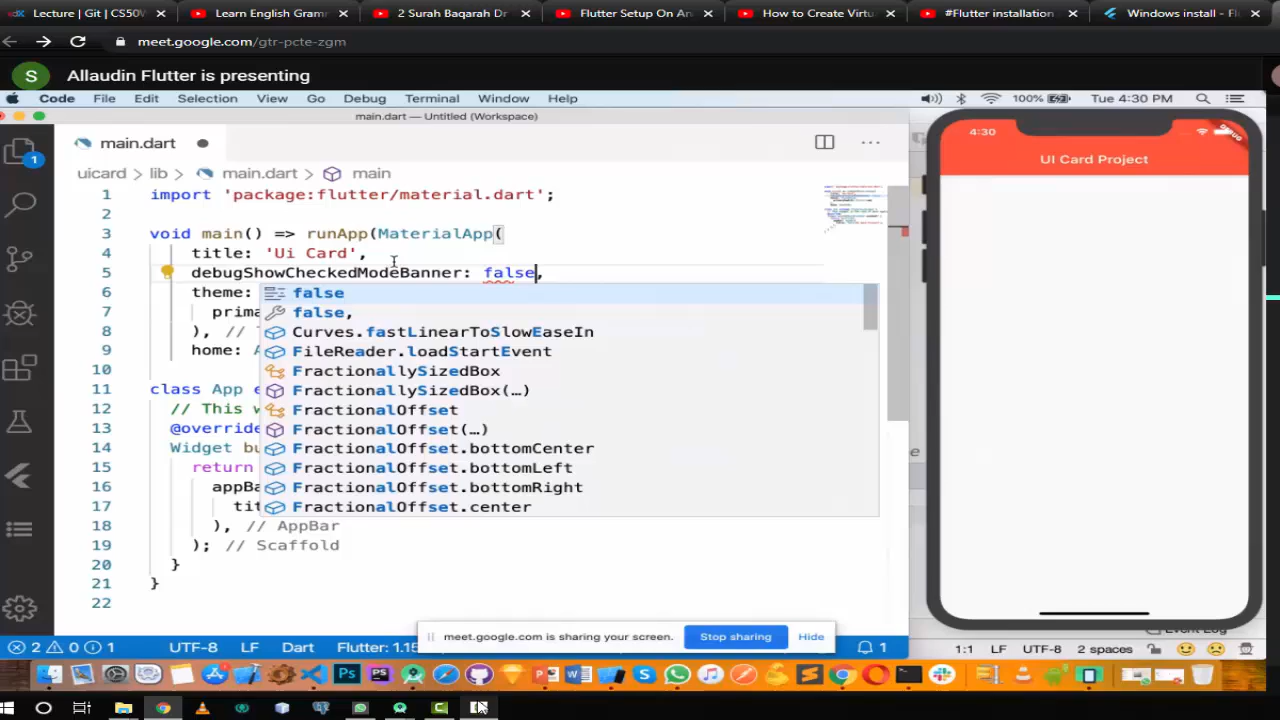 Lecture | Git | CS50W
Learn English Gram
2 Surah Baqarah Dr
Flutter Setup On An
How to Create Virtu
#Flutter installation
Windows install - Fl
meet.google.com/gtr-pcte-zgm
S
Allaudin Flutter is presenting
Code File Edit Selection View Go Debug Terminal Window Help
100%
Tue 4:30 PM
main.dart — Untitled (Workspace)
1
main.dart
uicard > lib > main.dart > main
1 import 'package:flutter/material.dart';
2
3 void main() => runApp(MaterialApp(
4 title: 'Ui Card',
5 debugShowCheckedModeBanner: false,
6 theme:
7 prima
8 ), // T
9 home: A
10
11 class App e
12 // This w
13 @override
14 Widget bu
15 return
16 appBa
17 tit
18 ), // AppBar
19 ); // Scaffold
20 }
21 }
22
false
false,
Curves.fastLinearToSlowEaseIn
FileReader.loadStartEvent
FractionallySizedBox
FractionallySizedBox(…)
FractionalOffset
FractionalOffset(…)
FractionalOffset.bottomCenter
FractionalOffset.bottomLeft
FractionalOffset.bottomRight
FractionalOffset.center
4:30
DEBUG
UI Card Project
meet.google.com is sharing your screen.
Stop sharing
Hide
2 0 1
UTF-8 LF Dart Flutter: 1.15
1
Event Log
1:1 LF UTF-8 2 spaces
Ps
PS